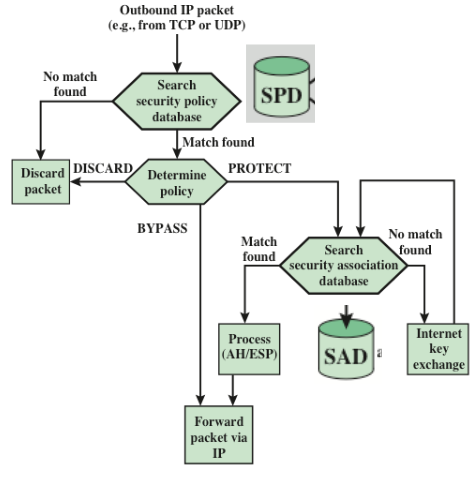 Outbound IP packet
(e.g., from TCP or UDP)
No match
found
Search
security policy
database
SPD
Match found
Discard
packet
DISCARD
Determine
policy
PROTECT
BYPASS
Match
found
Search
security association
database
No match
found
Process
(AH/ESP)
SAD
Internet
key
exchange
Forward
packet via
IP